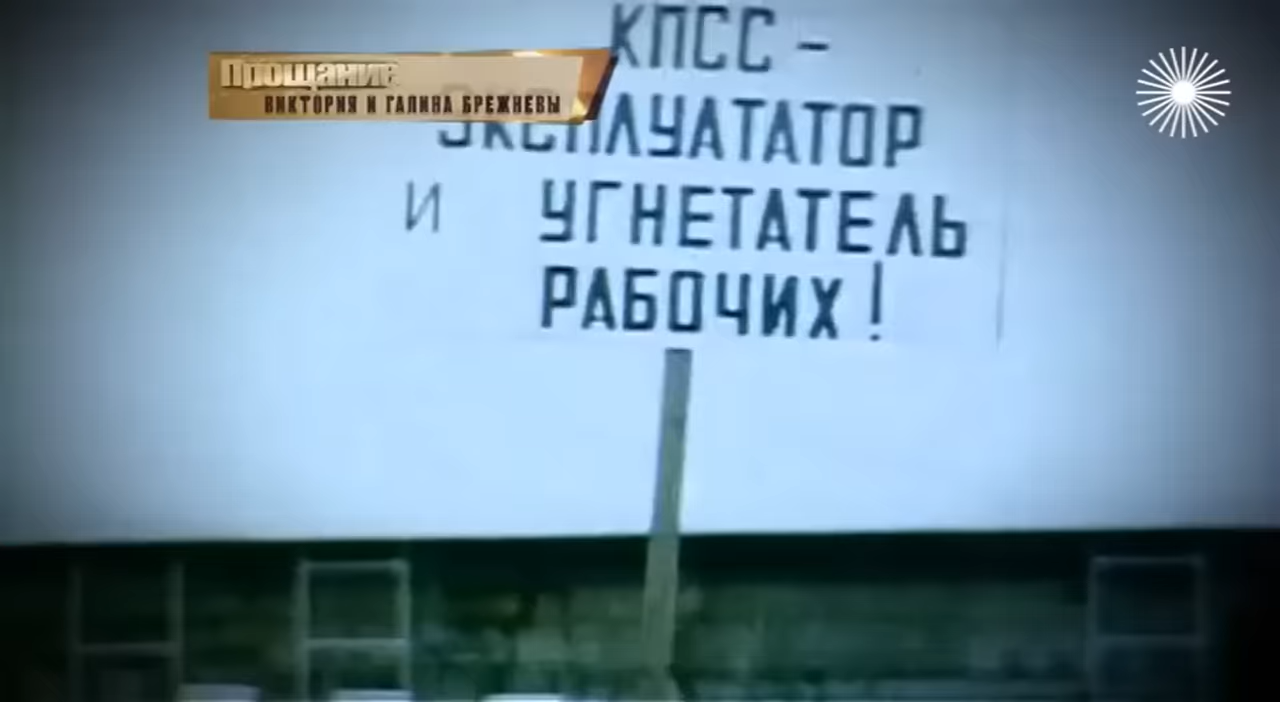 КПСС -
Прощание
ВИКТОРИЯ И ГАЛИНА БРЕЖНЕВЫ
ЭКСПЛУАТАТОР
И УГНЕТАТЕЛЬ
РАБОЧИХ!